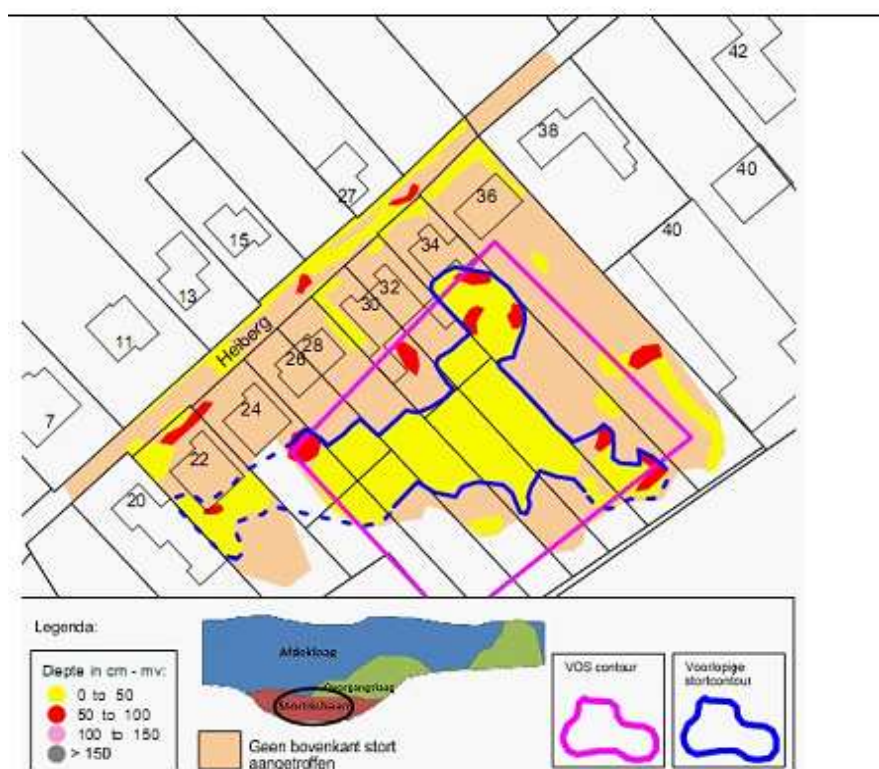 42
38
40
27
36
40
15
34
13
32
30
11
Heiberg
28
26
7
24
22
20
Legenda:
Diepte in cm - mv:
0 to 50
50 to 100
100 to 150
> 150
Afdeklaag
Overgangslaag
Stortlichaam
Geen bovenkant stort
aangetroffen
VOS contour
Voorlopige
stortcontour